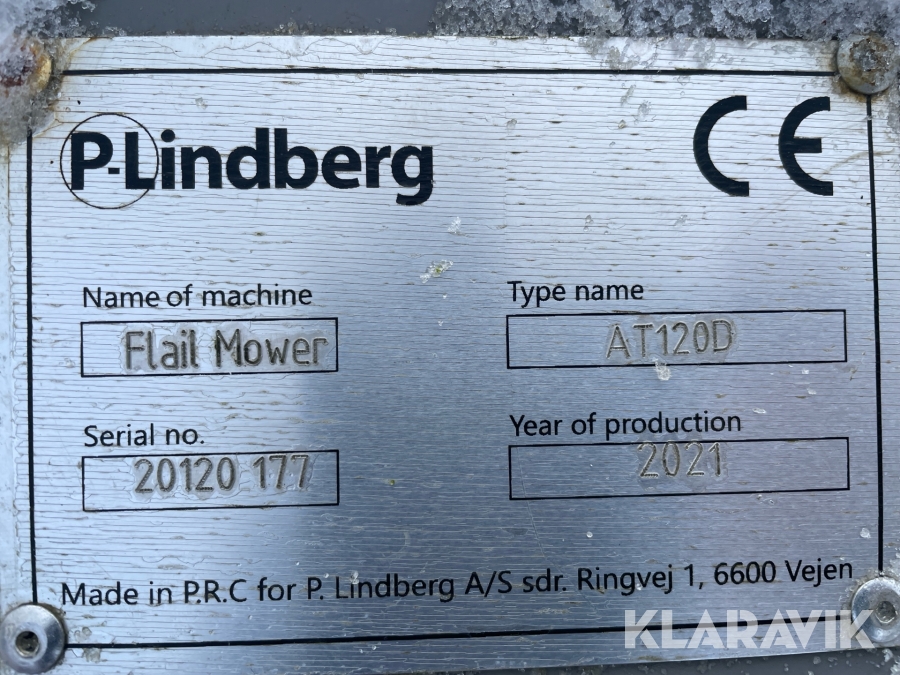 P-Lindberg CE
Name of machine
Flail Mower
Type name
AT120D
Serial no.
20120 177
Year of production
2021
Made in P.R.C for P. Lindberg A/S sdr. Ringvej 1, 6600 Vejen
KLARAVIK